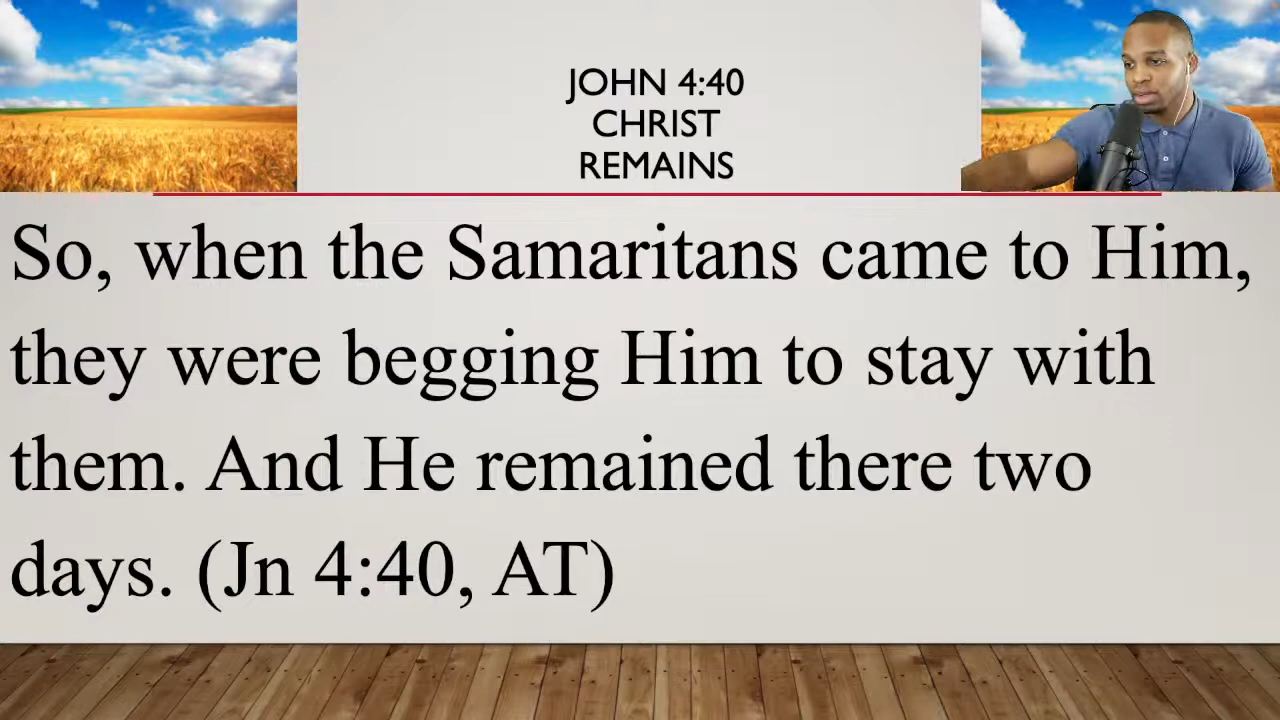 JOHN 4:40
CHRIST
REMAINS
So, when the Samaritans came to Him,
they were begging Him to stay with
them. And He remained there two
days. (Jn 4:40, AT)